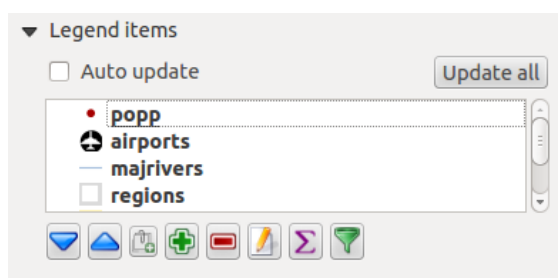 Legend items
Auto update
Update all
popp
airports
majrivers
regions
Σ